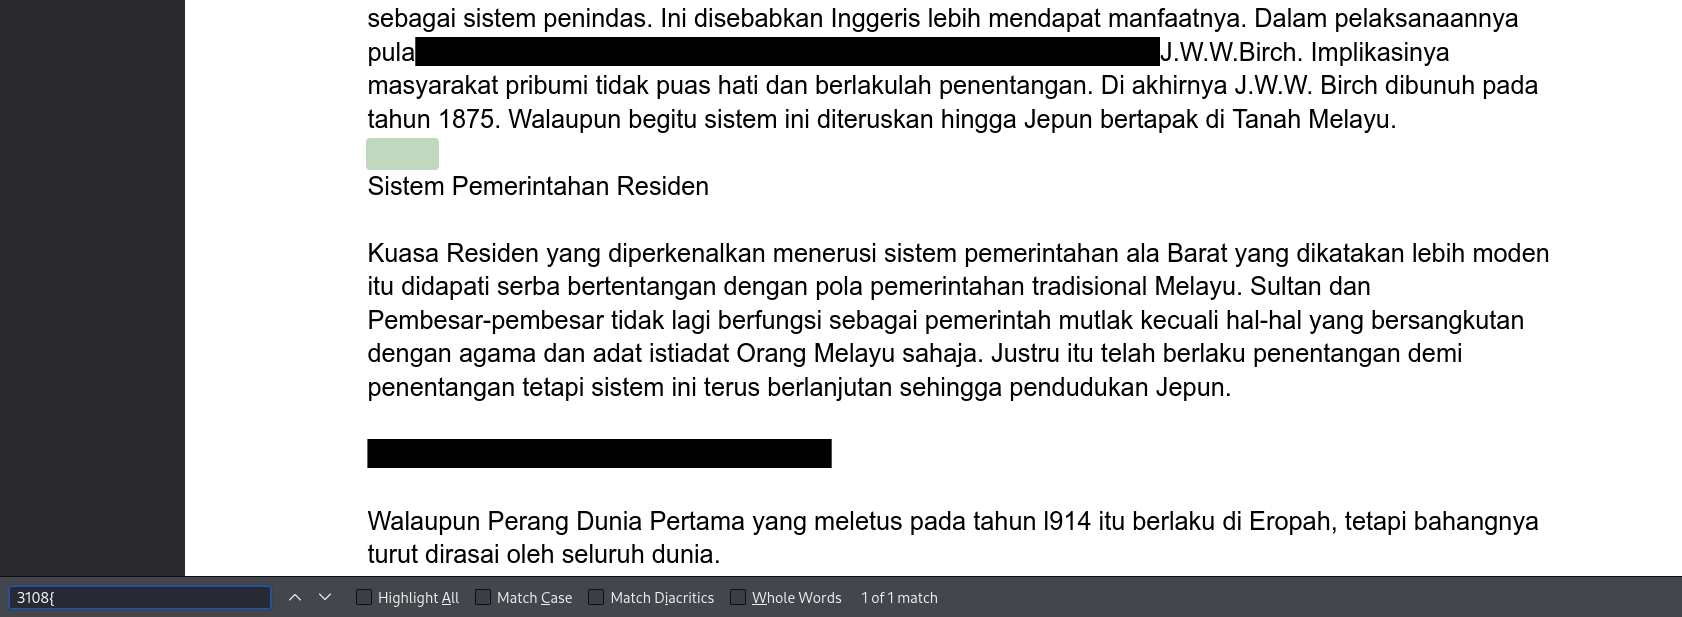 sebagai sistem penindas. Ini disebabkan Inggeris lebih mendapat manfaatnya. Dalam pelaksanaannya
pula J.W.W.Birch. Implikasinya
masyarakat pribumi tidak puas hati dan berlakulah penentangan. Di akhirnya J.W.W. Birch dibunuh pada
tahun 1875. Walaupun begitu sistem ini diteruskan hingga Jepun bertapak di Tanah Melayu.
Sistem Pemerintahan Residen
Kuasa Residen yang diperkenalkan menerusi sistem pemerintahan ala Barat yang dikatakan lebih moden
itu didapati serba bertentangan dengan pola pemerintahan tradisional Melayu. Sultan dan
Pembesar-pembesar tidak lagi berfungsi sebagai pemerintah mutlak kecuali hal-hal yang bersangkutan
dengan agama dan adat istiadat Orang Melayu sahaja. Justru itu telah berlaku penentangan demi
penentangan tetapi sistem ini terus berlanjutan sehingga pendudukan Jepun.
Walaupun Perang Dunia Pertama yang meletus pada tahun l914 itu berlaku di Eropah, tetapi bahangnya
turut dirasai oleh seluruh dunia.
3108{ Highlight All Match Case Match Diacritics Whole Words 1 of 1 match